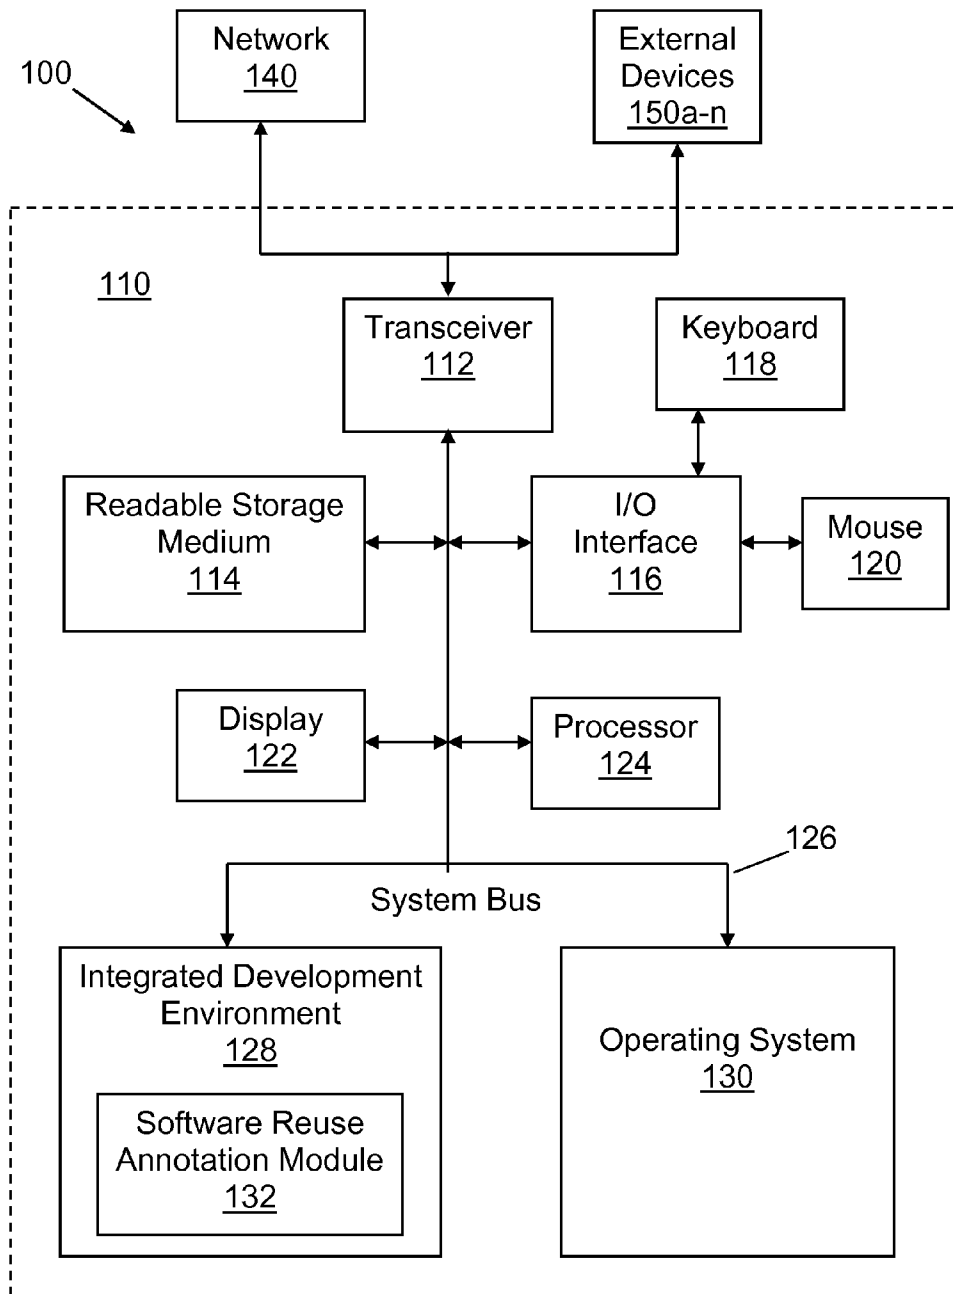 Network
140
External
Devices
150a-n
100
110
Transceiver
112
Keyboard
118
Readable Storage
Medium
114
I/O
Interface
116
Mouse
120
Display
122
Processor
124
126
System Bus
Integrated Development
Environment
128
Operating System
130
Software Reuse
Annotation Module
132